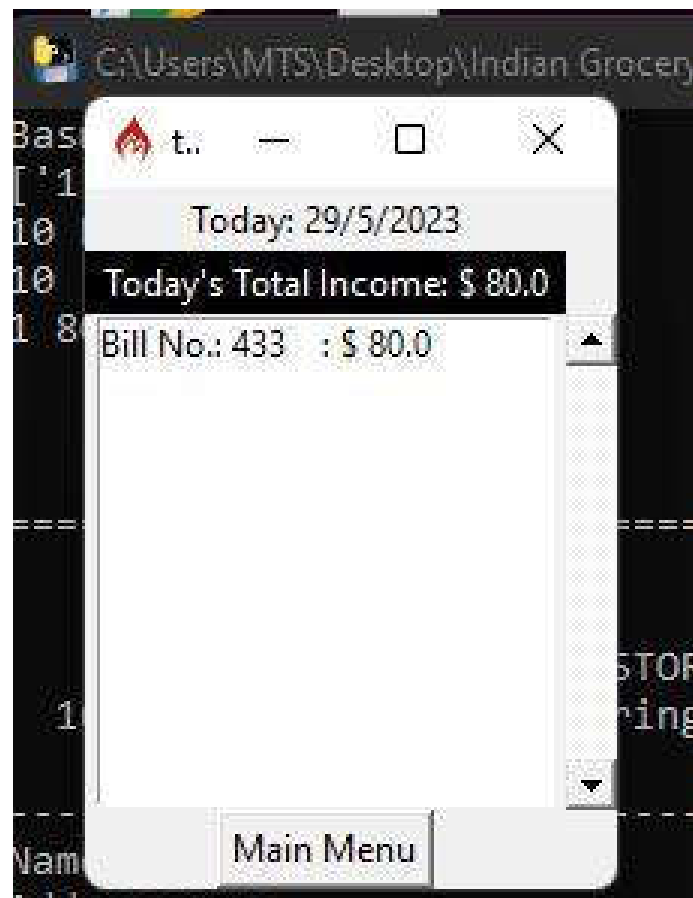 C:\Users\MTS\Desktop\Indian Grocery
t..
Today: 29/5/2023
Today's Total Income: $ 80.0
Bill No.: 433 : $ 80.0
Main Menu
Bas
['1
10
10
1 8
====
===
STOR
1
ring
Nam